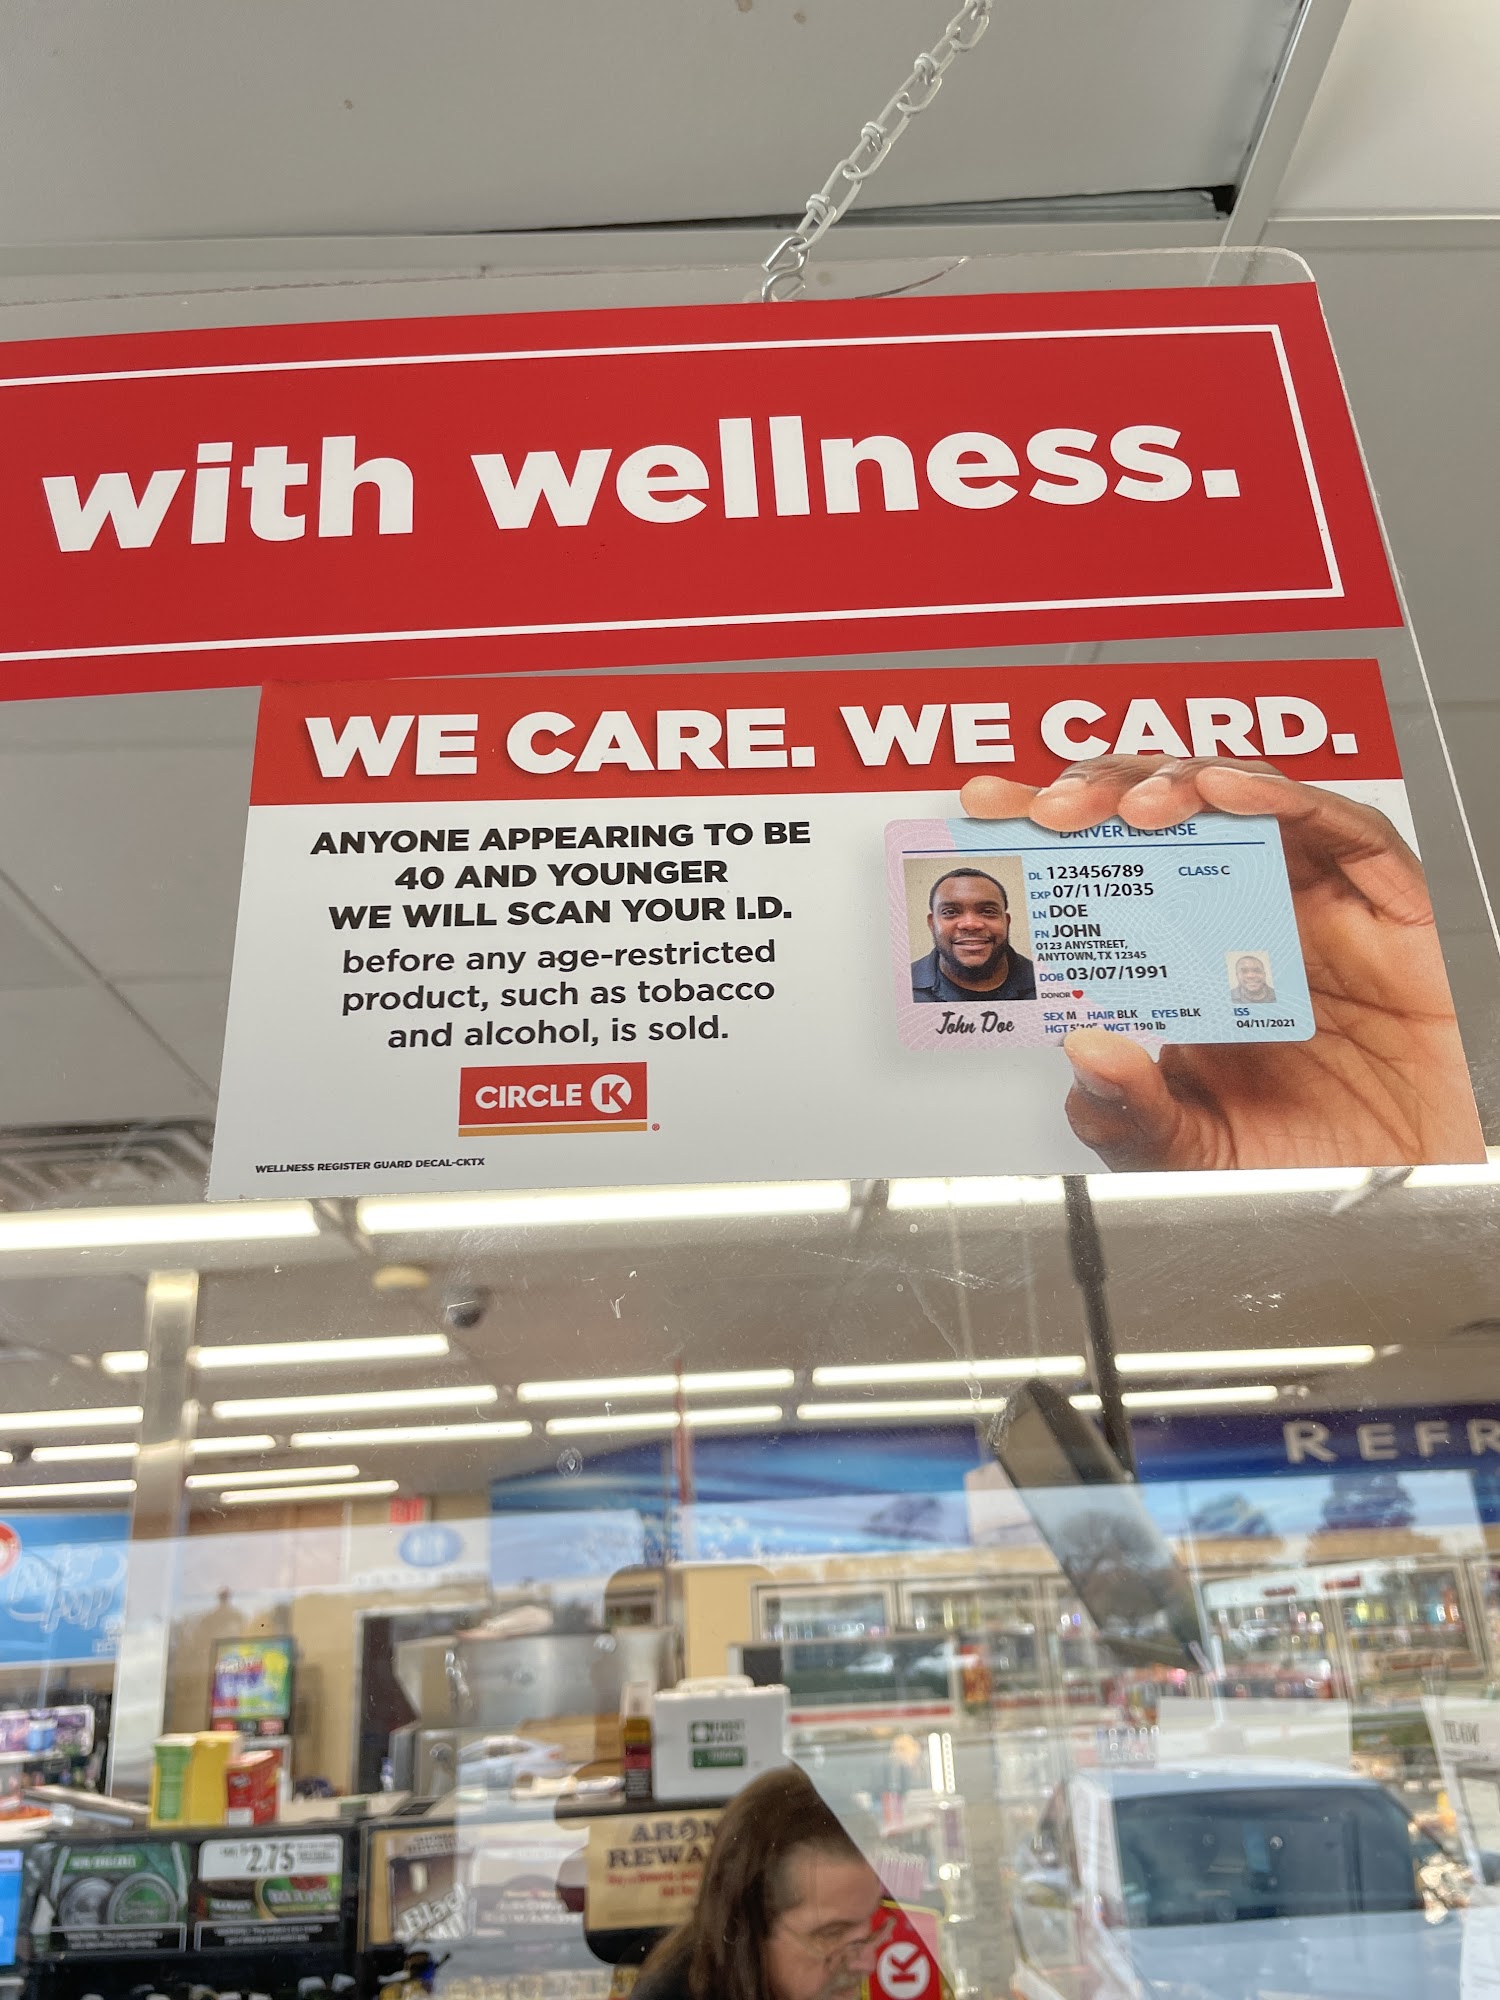 with wellness.
WE CARE. WE CARD.
ANYONE APPEARING TO BE
40 AND YOUNGER
WE WILL SCAN YOUR I.D.
before any age-restricted
product, such as tobacco
and alcohol, is sold.
CIRCLE K
WELLNESS REGISTER GUARD DECAL-CKTX
DRIVER LICENSE
DL 123456789 CLASS C
EXP 07/11/2035
LN DOE
FN JOHN
0123 ANYSTREET,
ANYTOWN, TX 12345
DOB 03/07/1991
DONOR
John Doe
SEX M HAIR BLK EYES BLK
HGT 5'10" WGT 190 lb
ISS
04/11/2021
REFR
2.75
K